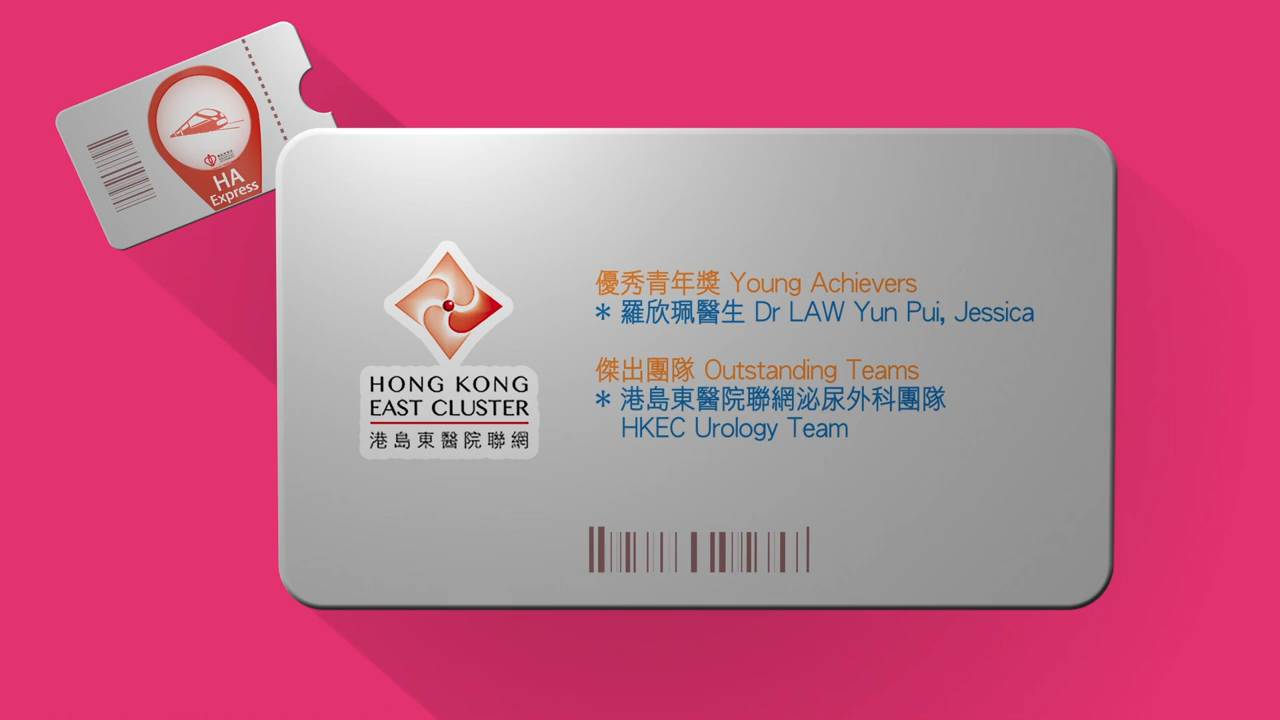 HA
Express
HONG KONG
EAST CLUSTER
港島東醫院聯網
優秀青年獎 Young Achievers
* 羅欣珮醫生 Dr LAW Yun Pui, Jessica
傑出團隊 Outstanding Teams
* 港島東醫院聯網泌尿外科團隊
HKEC Urology Team